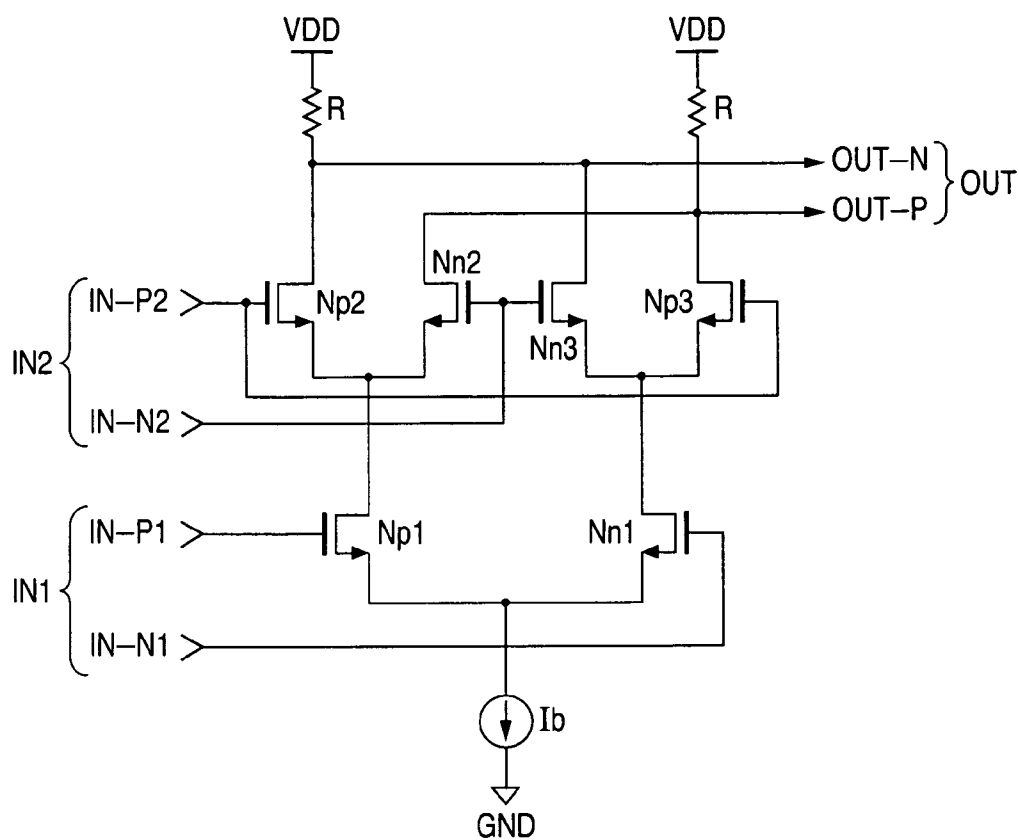 VDD
VDD
R
R
OUT-N
OUT
OUT-P
Nn2
IN-P2
Np2
Np3
Nn3
IN2
IN-N2
IN-P1
Np1
Nn1
IN1
IN-N1
Ib
GND